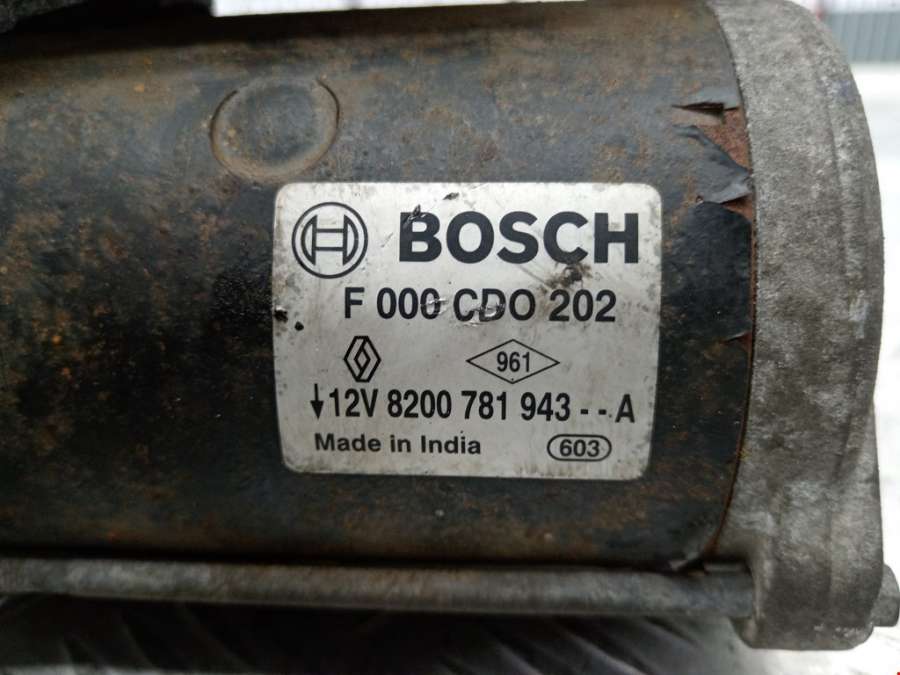 BOSCH
F 000 CDO 202
961
12V 8200 781 943 - - A
Made in India 603